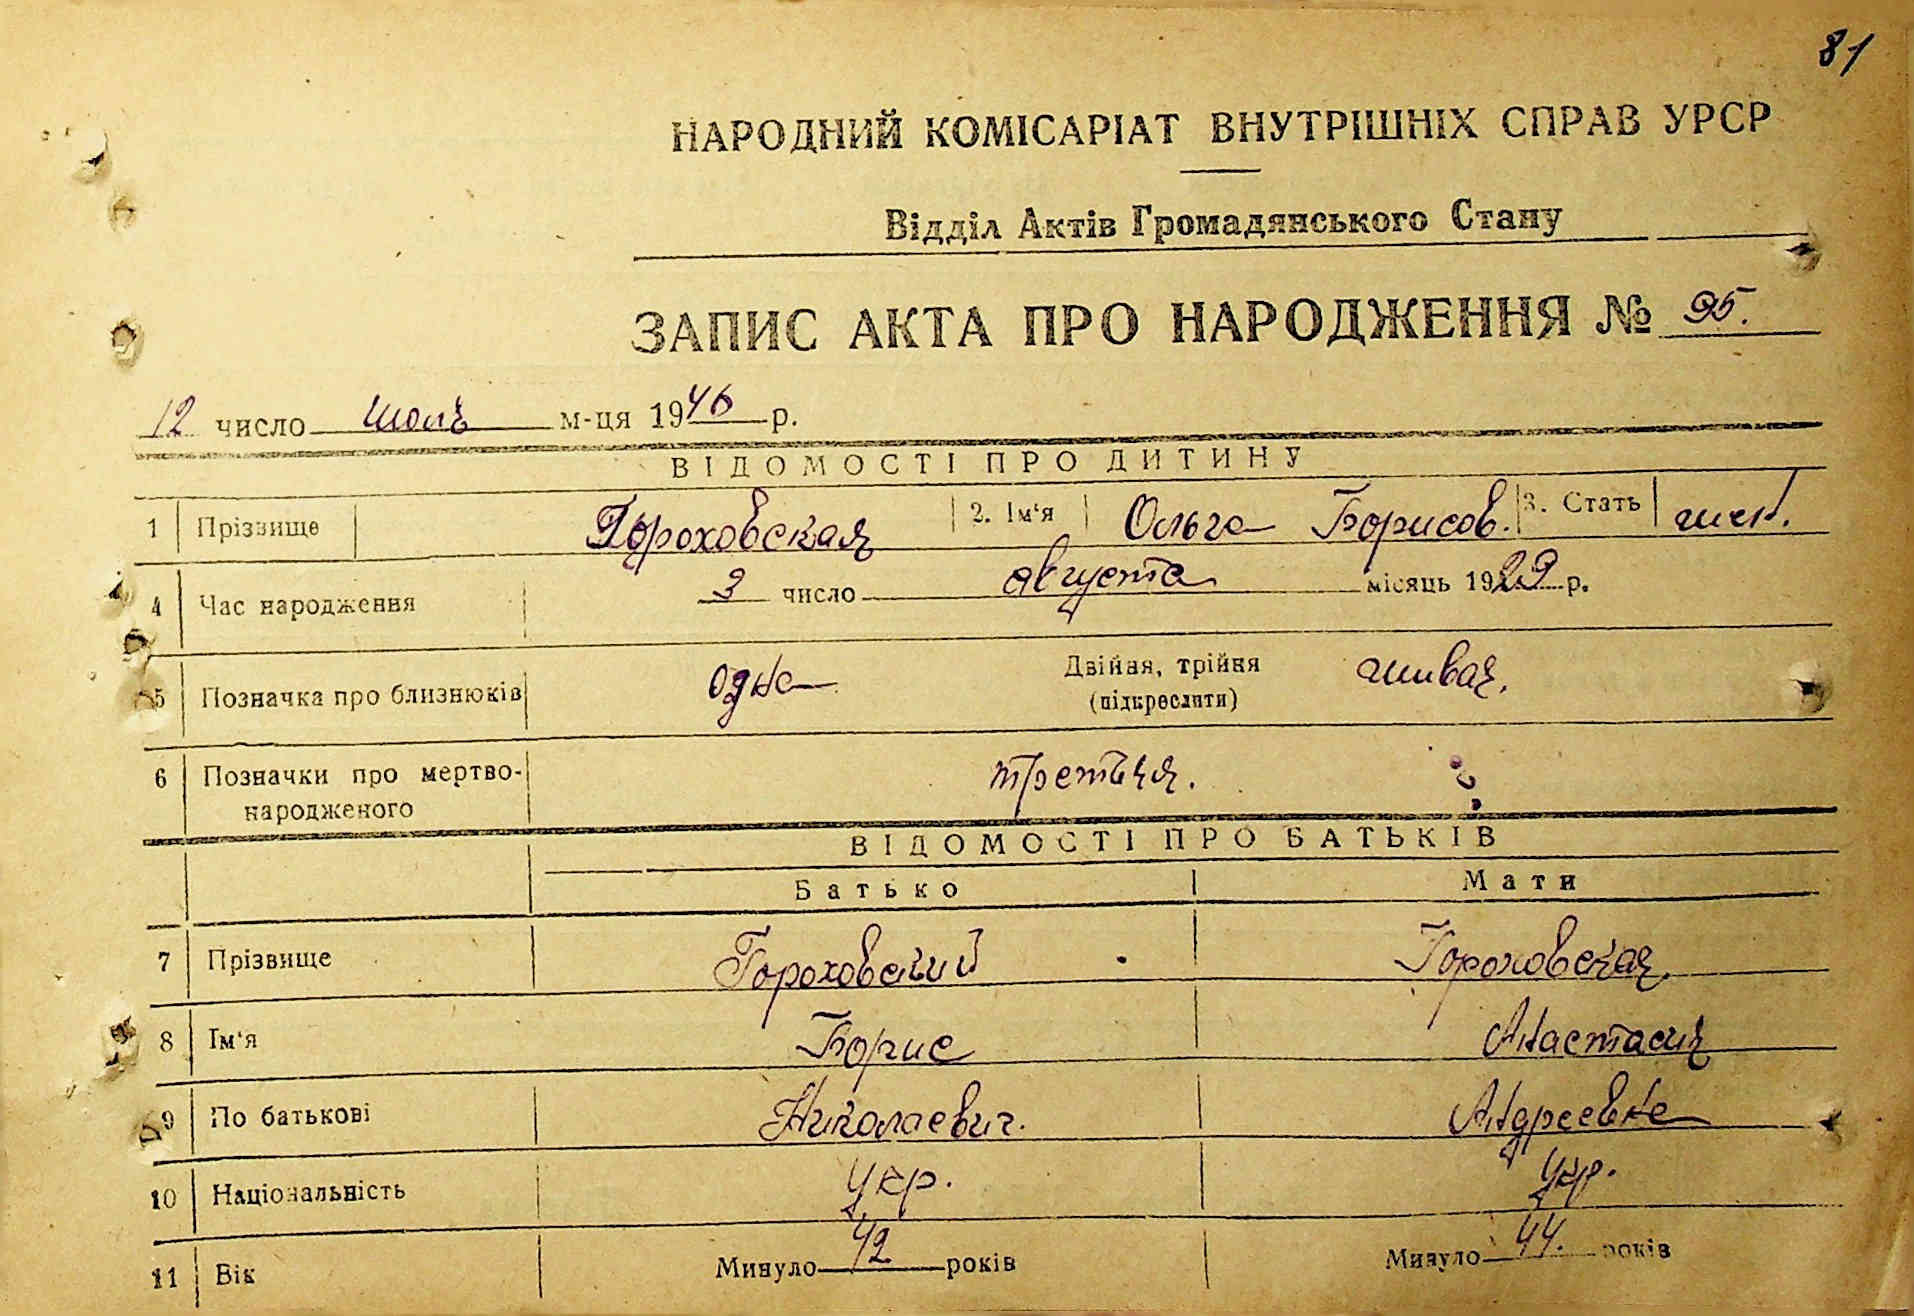 81
НАРОДНИЙ КОМІСАРІАТ ВНУТРІШНІХ СПРАВ УРСР
Відділ Актів Громадянського Стану
ЗАПИС АКТА ПРО НАРОДЖЕННЯ № 95.
12 число июль м-ця 1946 р.
ВІДОМОСТІ ПРО ДИТИНУ
1 Прізвище Гороховская 2. Ім'я Ольга Борисов. 3. Стать жен.
4 Час народження 3 число августа місяць 1929 р.
5 Позначка про близнюків одна Двійня, трійня живая.
(підкреслити)
6 Позначки про мертво- третья.
народженого
ВІДОМОСТІ ПРО БАТЬКІВ
Батько Мати
7 Прізвище Гороховский Гороховская
8 Ім'я Борис Анастасия
9 По батькові Николаевич. Андреевна
10 Національність Укр. Укр.
11 Вік Минуло 42 років Минуло 44. років